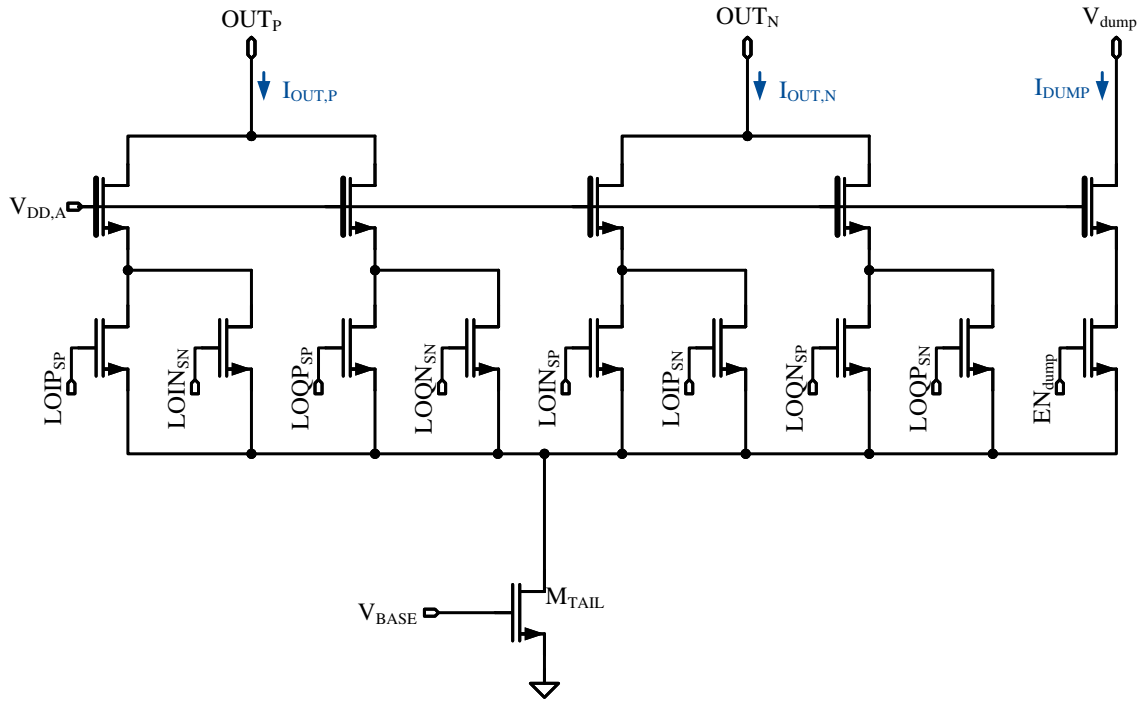 OUTP
OUTN
Vdump
IOUT,P
IOUT,N
IDUMP
VDD,A
LOIPSP
LOINSN
LOQPSP
LOQNSN
LOINSP
LOIPSN
LOQNSP
LOQPSN
ENdump
MTAIL
VBASE